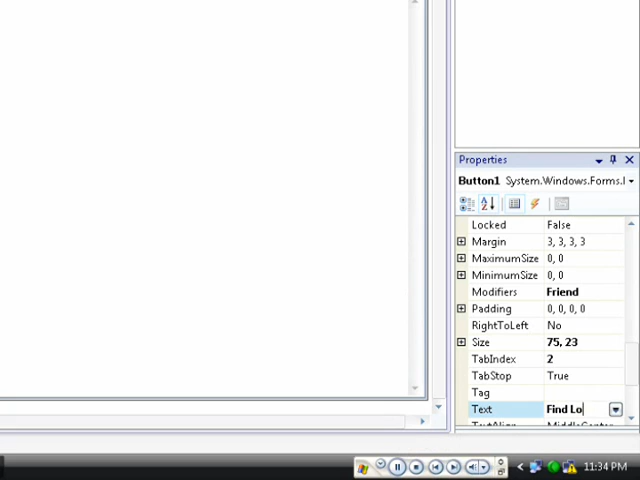 Properties
Button1 System.Windows.Forms.
Locked False
Margin 3, 3, 3, 3
MaximumSize 0, 0
MinimumSize 0, 0
Modifiers Friend
Padding 0, 0, 0, 0
RightToLeft No
Size 75, 23
TabIndex 2
TabStop True
Tag
Text Find Lo
TextAlign MiddleCenter
11:34 PM